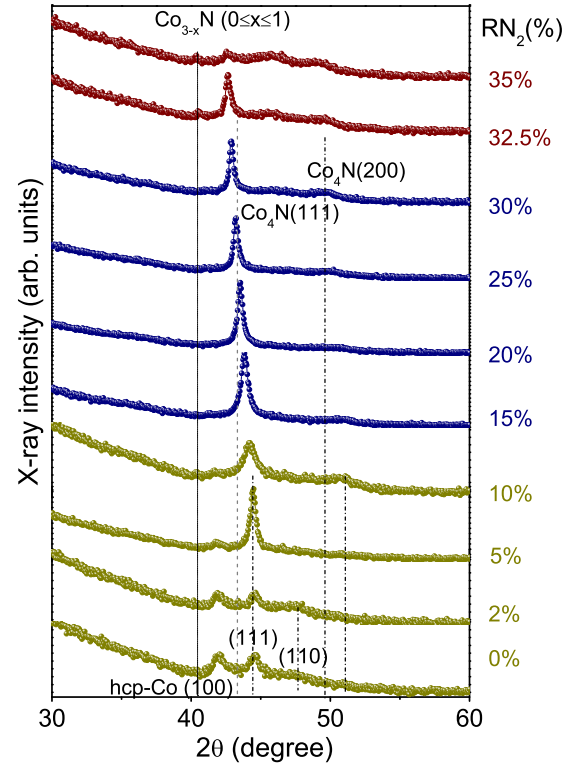 Co3-xN (0≤x≤1)
RN2(%)
35%
32.5%
Co4N(200)
30%
Co4N(111)
25%
20%
15%
10%
5%
2%
(111)
(110)
0%
hcp-Co (100)
30
40
50
60
2θ (degree)
X-ray intensity (arb. units)